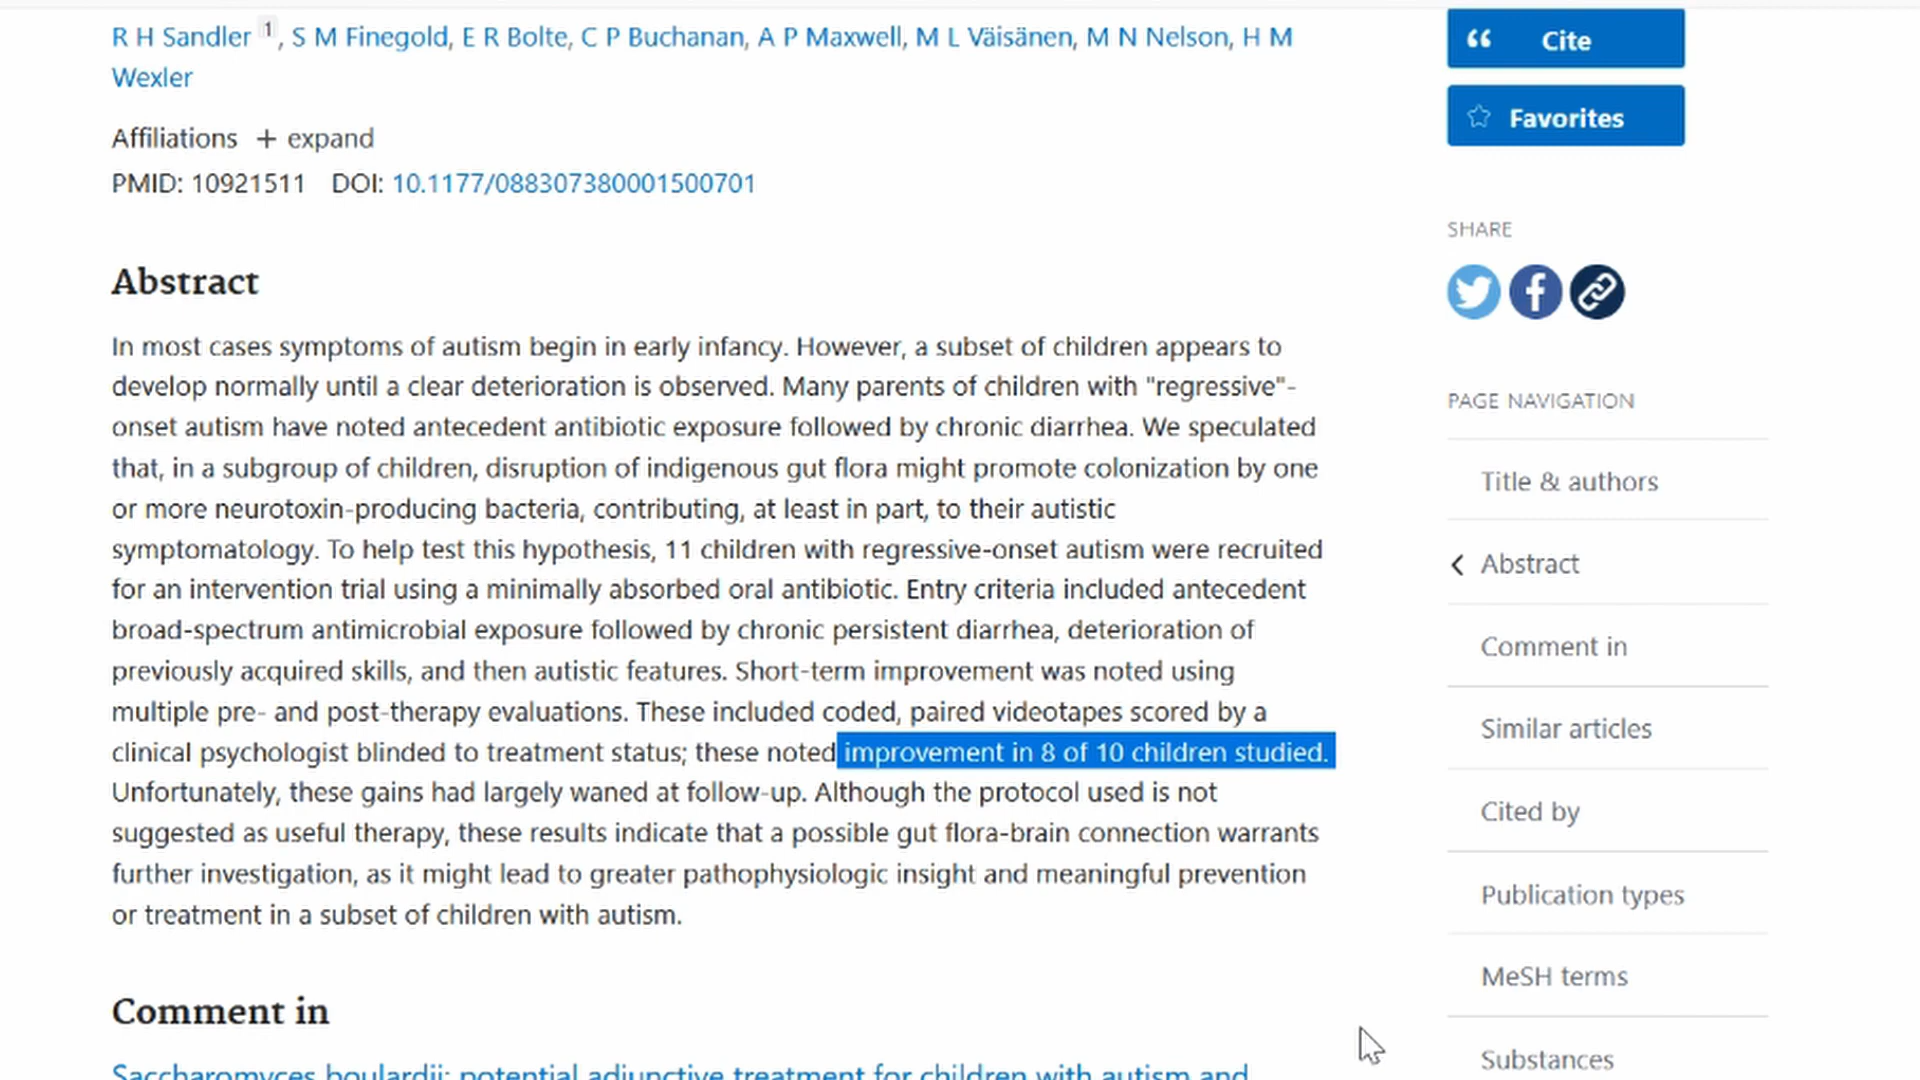 R H Sandler 1, S M Finegold, E R Bolte, C P Buchanan, A P Maxwell, M L Väisänen, M N Nelson, H M
Wexler
Affiliations + expand
PMID: 10921511 DOI: 10.1177/088307380001500701
Abstract
In most cases symptoms of autism begin in early infancy. However, a subset of children appears to
develop normally until a clear deterioration is observed. Many parents of children with "regressive"-
onset autism have noted antecedent antibiotic exposure followed by chronic diarrhea. We speculated
that, in a subgroup of children, disruption of indigenous gut flora might promote colonization by one
or more neurotoxin-producing bacteria, contributing, at least in part, to their autistic
symptomatology. To help test this hypothesis, 11 children with regressive-onset autism were recruited
for an intervention trial using a minimally absorbed oral antibiotic. Entry criteria included antecedent
broad-spectrum antimicrobial exposure followed by chronic persistent diarrhea, deterioration of
previously acquired skills, and then autistic features. Short-term improvement was noted using
multiple pre- and post-therapy evaluations. These included coded, paired videotapes scored by a
clinical psychologist blinded to treatment status; these noted improvement in 8 of 10 children studied.
Unfortunately, these gains had largely waned at follow-up. Although the protocol used is not
suggested as useful therapy, these results indicate that a possible gut flora-brain connection warrants
further investigation, as it might lead to greater pathophysiologic insight and meaningful prevention
or treatment in a subset of children with autism.
Comment in
Saccharomyces boulardii: potential adjunctive treatment for children with autism and
Cite
Favorites
SHARE
PAGE NAVIGATION
Title & authors
Abstract
Comment in
Similar articles
Cited by
Publication types
MeSH terms
Substances